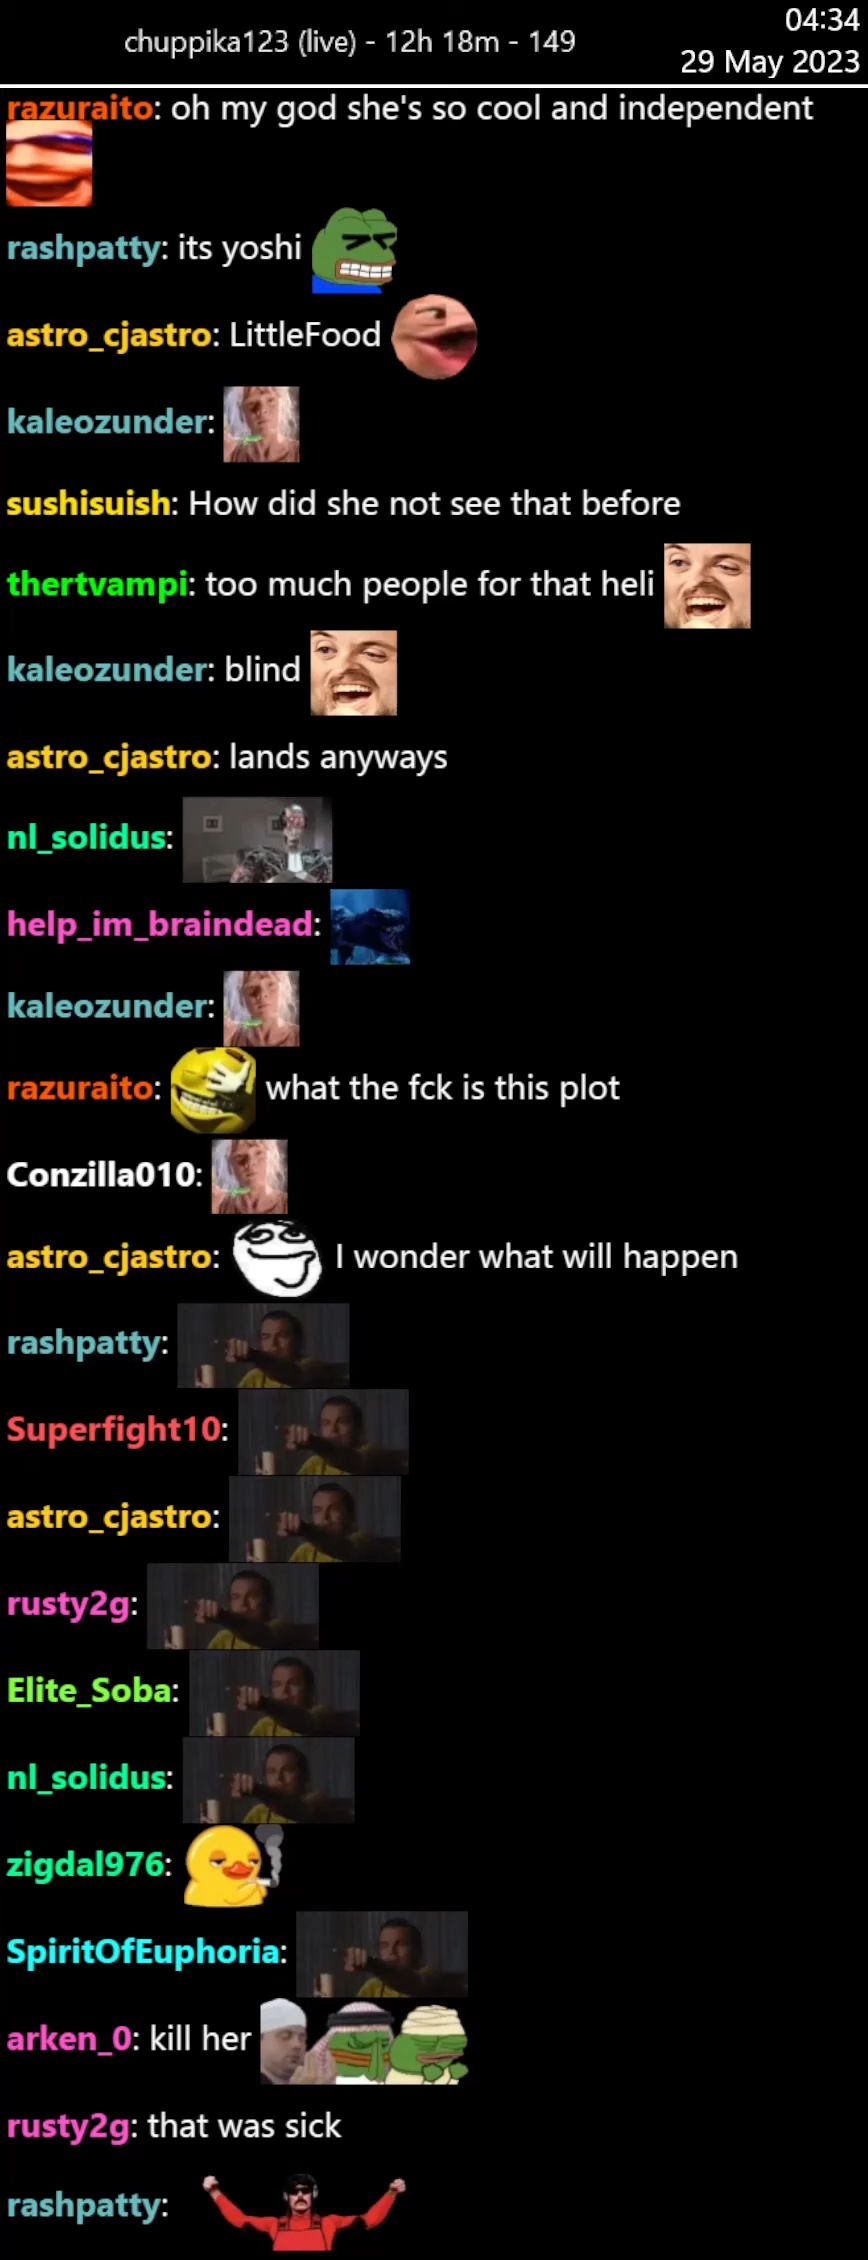 04:34
chuppika123 (live) - 12h 18m - 149
29 May 2023
razuraito: oh my god she's so cool and independent
rashpatty: its yoshi
astro_cjastro: LittleFood
kaleozunder:
sushisuish: How did she not see that before
thertvampi: too much people for that heli
kaleozunder: blind
astro_cjastro: lands anyways
nl_solidus:
help_im_braindead:
kaleozunder:
razuraito: what the fck is this plot
Conzilla010:
astro_cjastro: I wonder what will happen
rashpatty:
Superfight10:
astro_cjastro:
rusty2g:
Elite_Soba:
nl_solidus:
zigdal976:
SpiritOfEuphoria:
arken_0: kill her
rusty2g: that was sick
rashpatty: